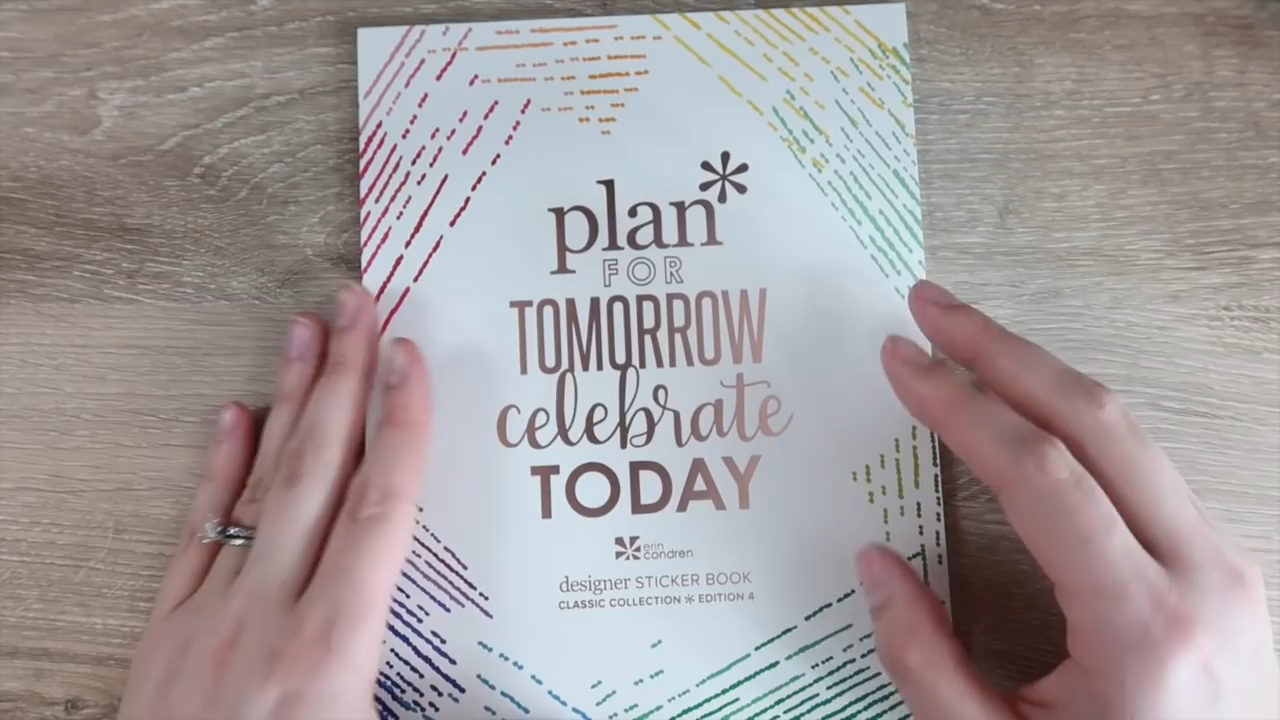 plan*
FOR
TOMORROW
celebrate
TODAY
erin
condren
designer STICKER BOOK
CLASSIC COLLECTION * EDITION 4